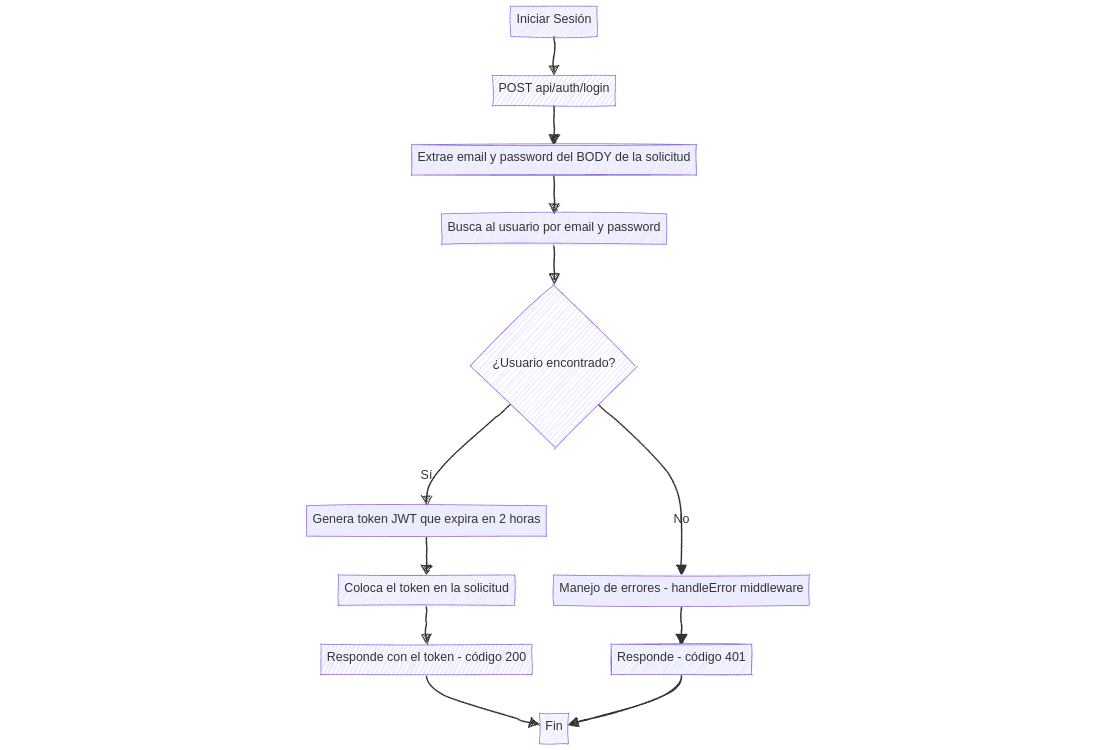 Iniciar Sesión
POST api/auth/login
Extrae email y password del BODY de la solicitud
Busca al usuario por email y password
¿Usuario encontrado?
Sí
No
Genera token JWT que expira en 2 horas
Coloca el token en la solicitud
Manejo de errores - handleError middleware
Responde con el token - código 200
Responde - código 401
Fin